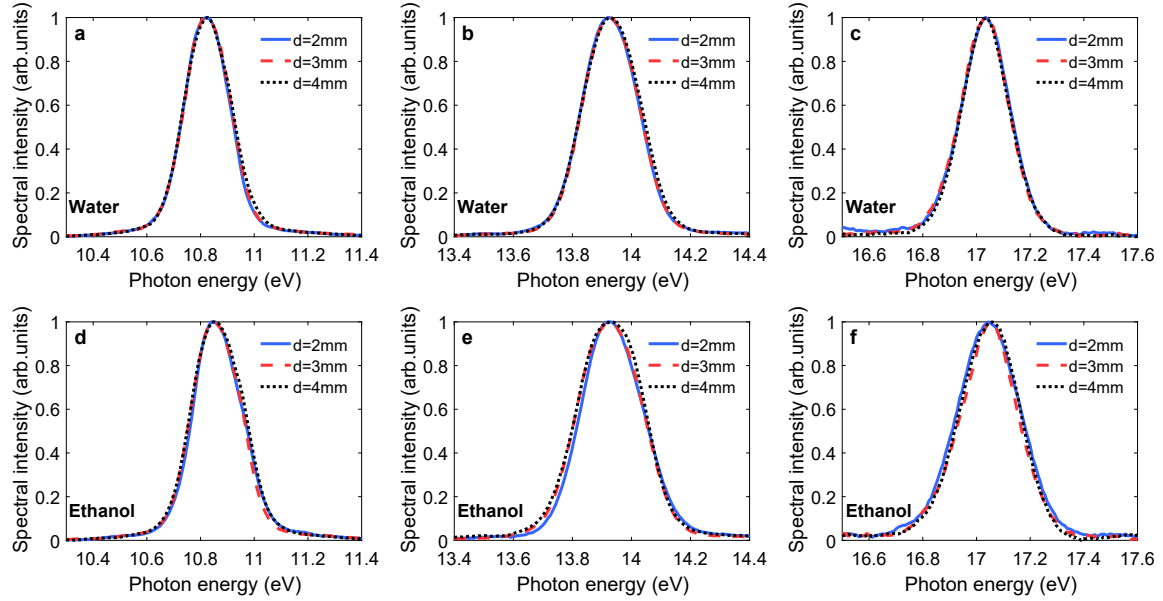 a
Water
d=2mm
d=3mm
d=4mm
Spectral intensity (arb.units)
1
0.8
0.6
0.4
0.2
0
10.4 10.6 10.8 11 11.2 11.4
Photon energy (eV)
b
Water
d=2mm
d=3mm
d=4mm
Spectral intensity (arb.units)
1
0.8
0.6
0.4
0.2
0
13.4 13.6 13.8 14 14.2 14.4
Photon energy (eV)
c
Water
d=2mm
d=3mm
d=4mm
Spectral intensity (arb.units)
1
0.8
0.6
0.4
0.2
0
16.6 16.8 17 17.2 17.4 17.6
Photon energy (eV)
d
Ethanol
d=2mm
d=3mm
d=4mm
Spectral intensity (arb.units)
1
0.8
0.6
0.4
0.2
0
10.4 10.6 10.8 11 11.2 11.4
Photon energy (eV)
e
Ethanol
d=2mm
d=3mm
d=4mm
Spectral intensity (arb.units)
1
0.8
0.6
0.4
0.2
0
13.4 13.6 13.8 14 14.2 14.4
Photon energy (eV)
f
Ethanol
d=2mm
d=3mm
d=4mm
Spectral intensity (arb.units)
1
0.8
0.6
0.4
0.2
0
16.6 16.8 17 17.2 17.4 17.6
Photon energy (eV)